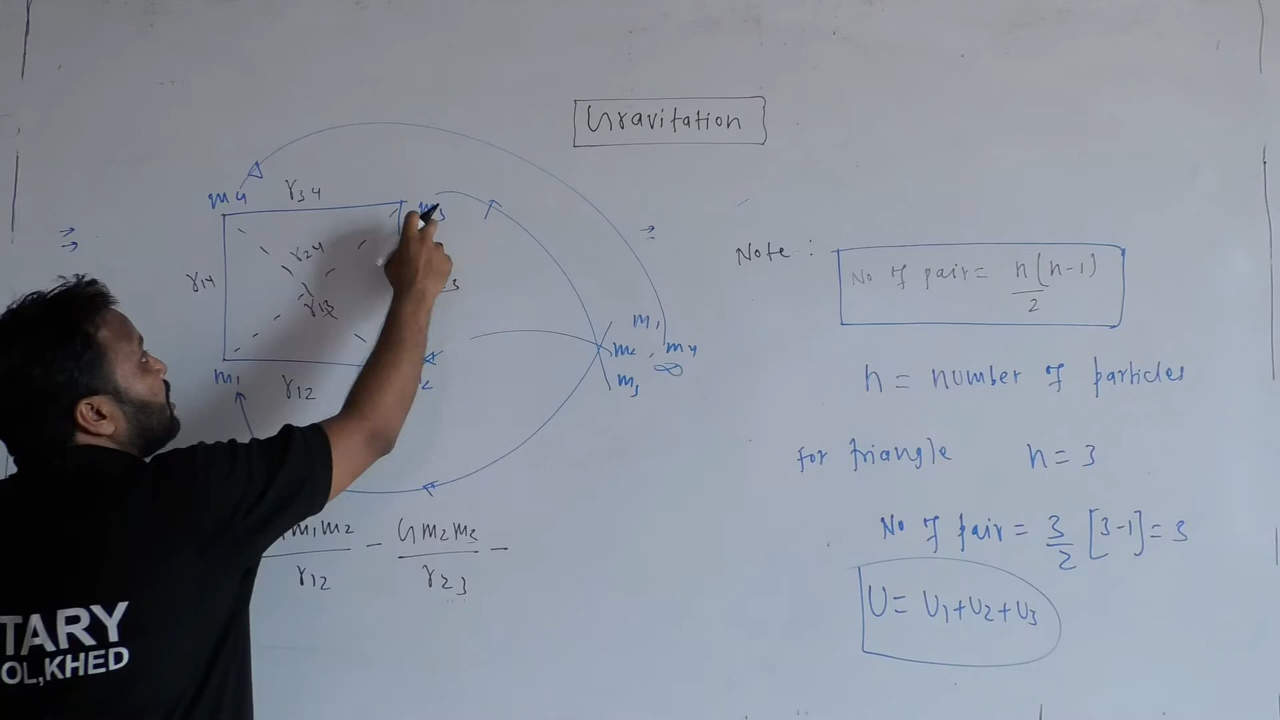 Gravitation
m4 r34 m3
r24
r14
r13
m1
r12
m1
m2, m4
m3 ∞
m1m2 / r12 - Gm2m3 / r23 -
Note :
No of pair = n(n-1) / 2
n = number of particles
for triangle n = 3
No of pair = 3/2 [3-1] = 3
U = U1+U2+U3
TARY
OL,KHED